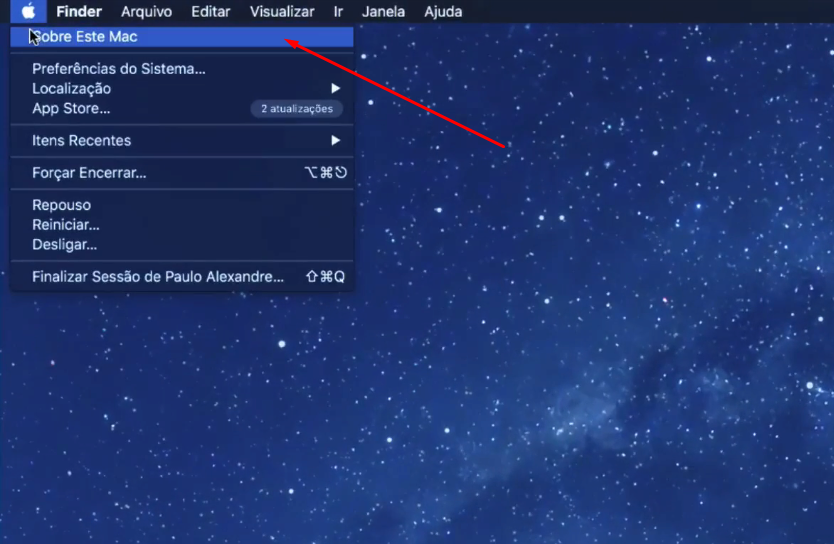 Finder Arquivo Editar Visualizar Ir Janela Ajuda
Sobre Este Mac
Preferências do Sistema...
Localização
App Store... 2 atualizações
Itens Recentes
Forçar Encerrar... ⌥⌘⎋
Repouso
Reiniciar...
Desligar...
Finalizar Sessão de Paulo Alexandre... ⇧⌘Q